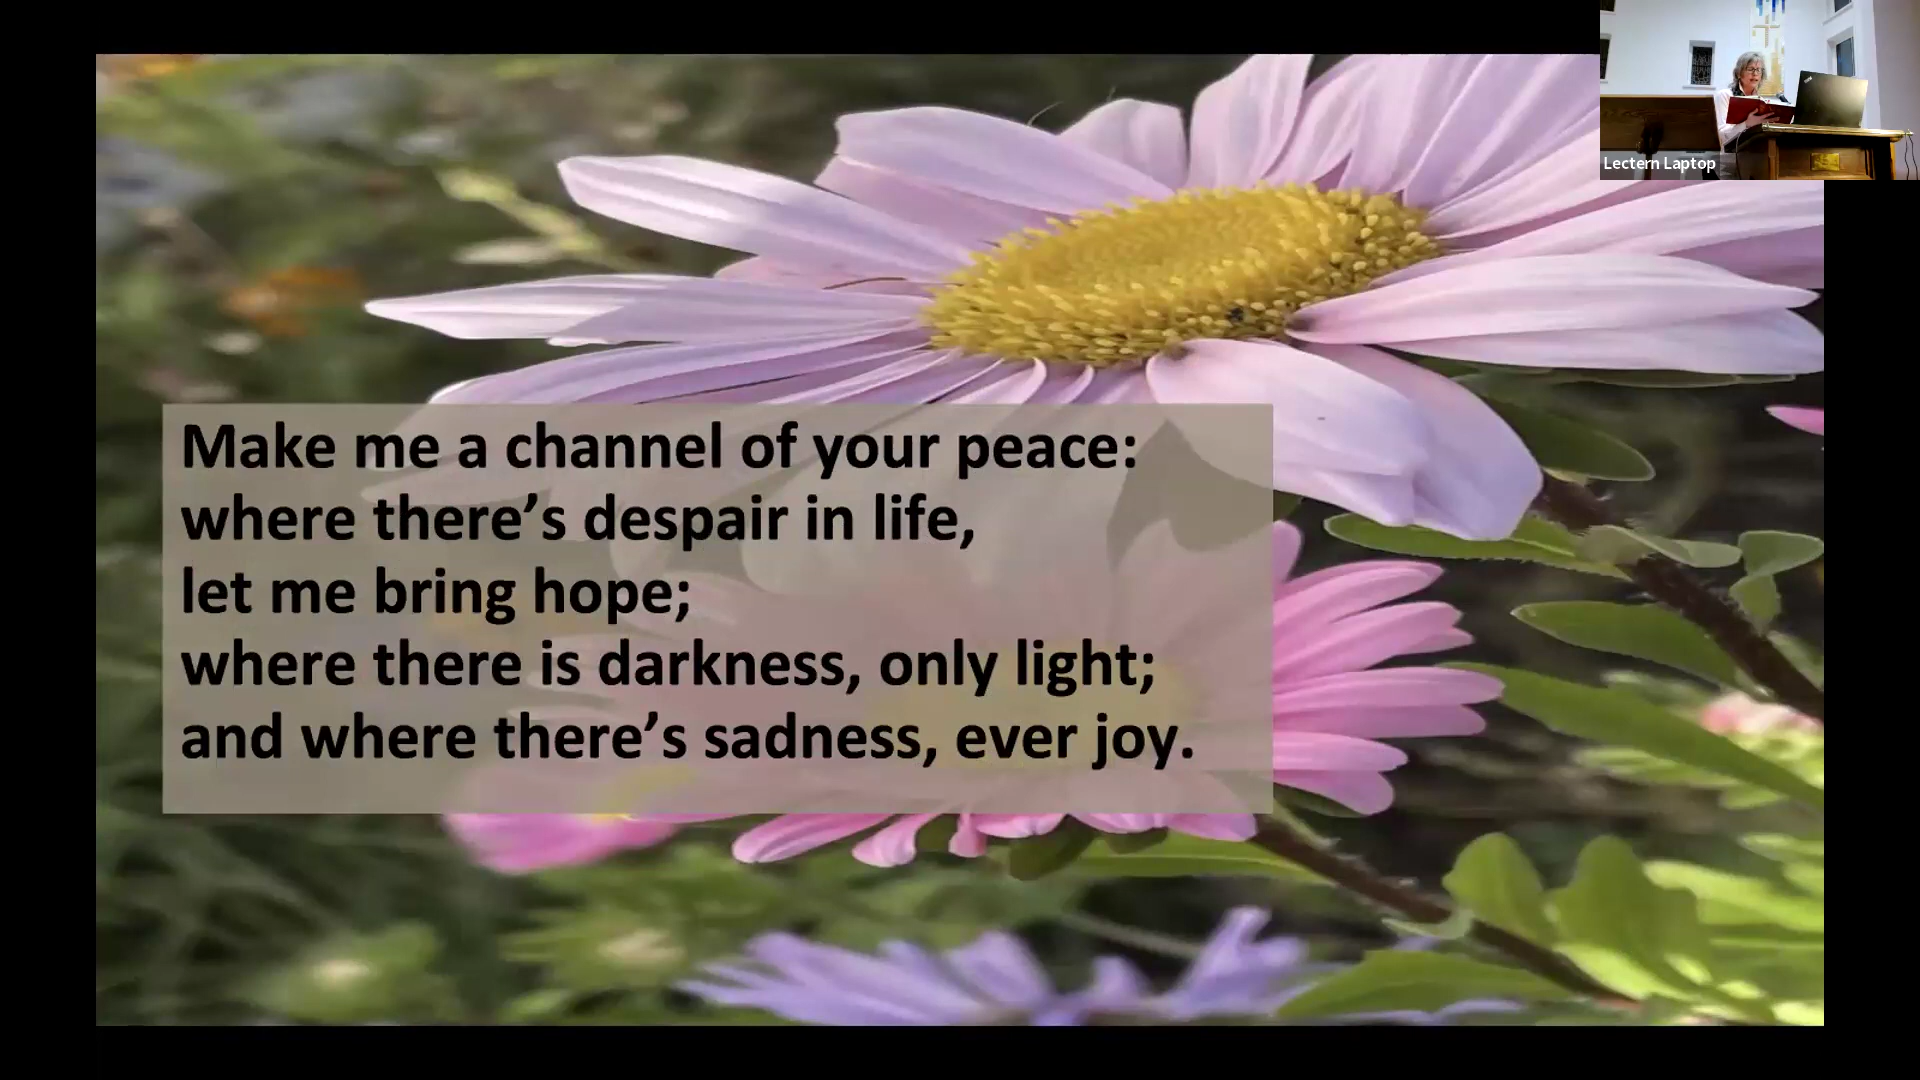 Lectern Laptop
Make me a channel of your peace:
where there’s despair in life,
let me bring hope;
where there is darkness, only light;
and where there’s sadness, ever joy.